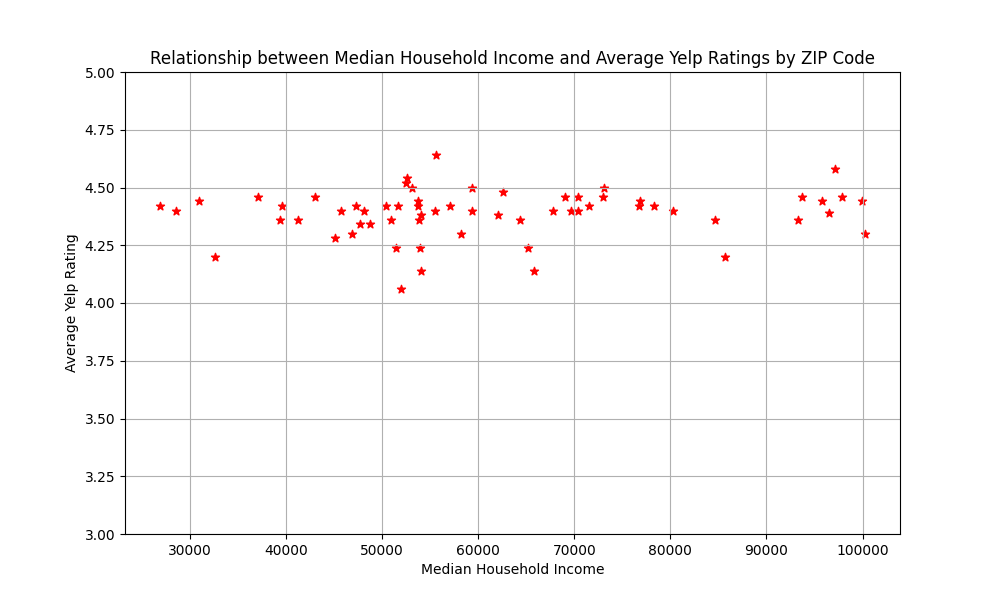 Relationship between Median Household Income and Average Yelp Ratings by ZIP Code
5.00
4.75
4.50
4.25
4.00
3.75
3.50
3.25
3.00
Average Yelp Rating
30000 40000 50000 60000 70000 80000 90000 100000
Median Household Income